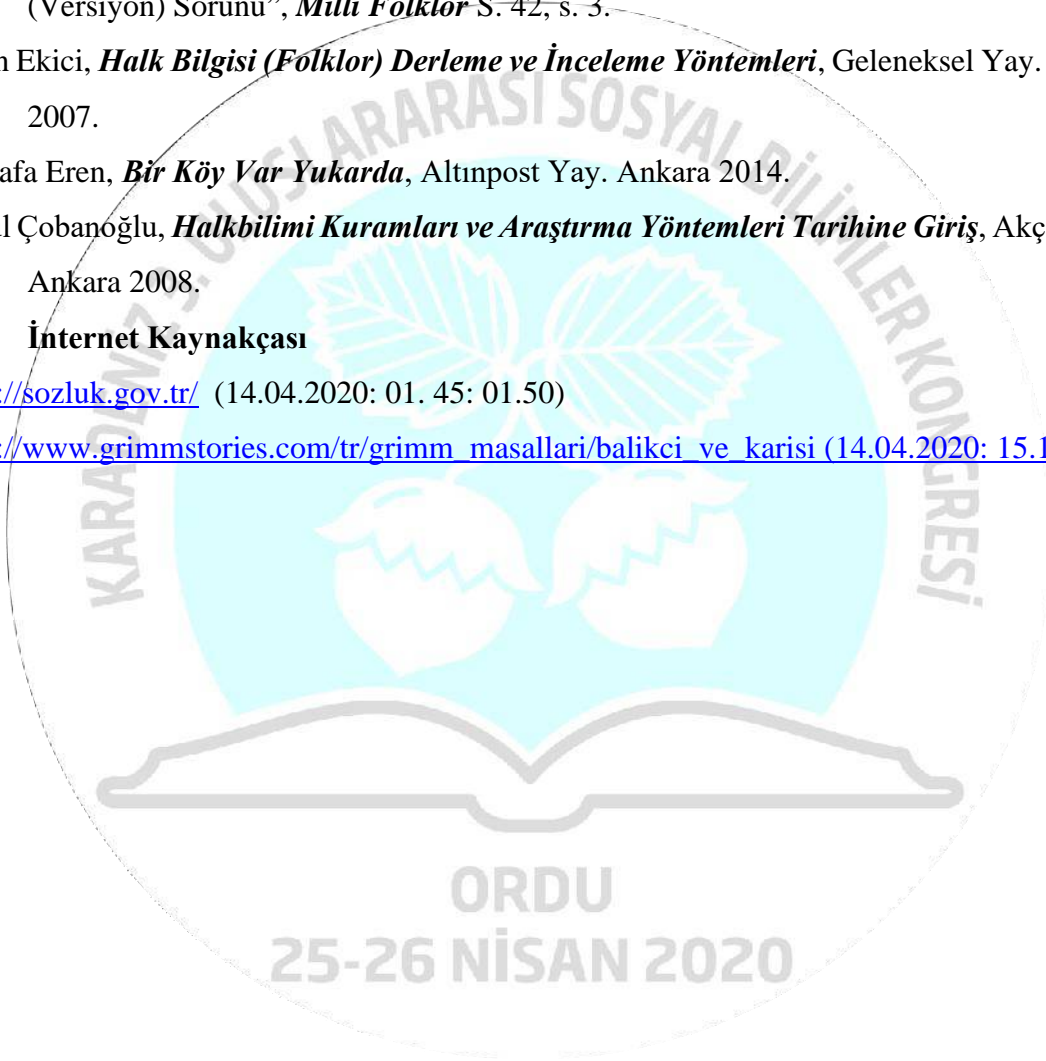 (Versiyon) Sorunu”, Milli Folklor S. 42, s. 3.
n Ekici, Halk Bilgisi (Folklor) Derleme ve İnceleme Yöntemleri, Geleneksel Yay.
2007.
afa Eren, Bir Köy Var Yukarda, Altınpost Yay. Ankara 2014.
al Çobanoğlu, Halkbilimi Kuramları ve Araştırma Yöntemleri Tarihine Giriş, Akç
Ankara 2008.
İnternet Kaynakçası
://sozluk.gov.tr/ (14.04.2020: 01. 45: 01.50)
://www.grimmstories.com/tr/grimm_masallari/balikci_ve_karisi (14.04.2020: 15.1
KARADENİZ 3. ULUSLARARASI SOSYAL BİLİMLER KONGRESİ
ORDU
25-26 NİSAN 2020